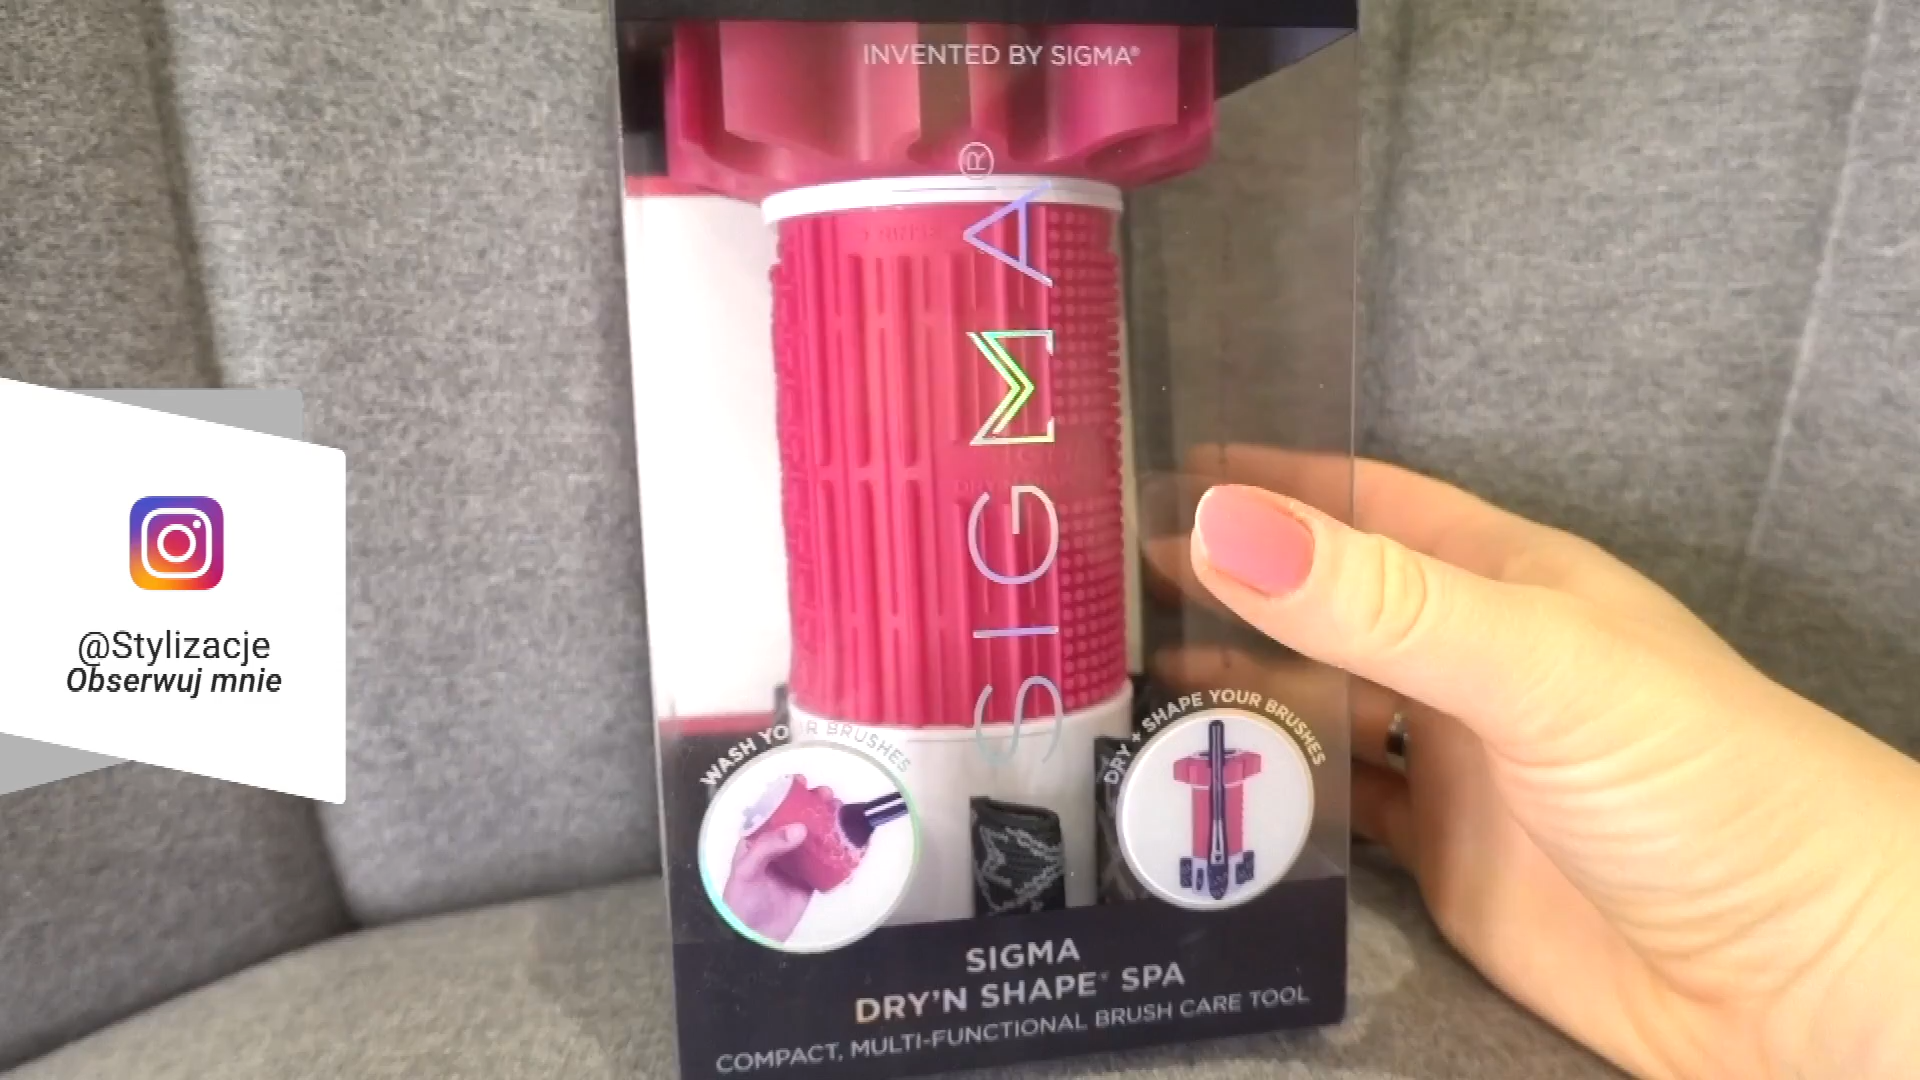 INVENTED BY SIGMA®
SIGMA®
@Stylizacje
Obserwuj mnie
WASH YOUR BRUSHES
DRY + SHAPE YOUR BRUSHES
SIGMA
DRY'N SHAPE® SPA
COMPACT, MULTI-FUNCTIONAL BRUSH CARE TOOL